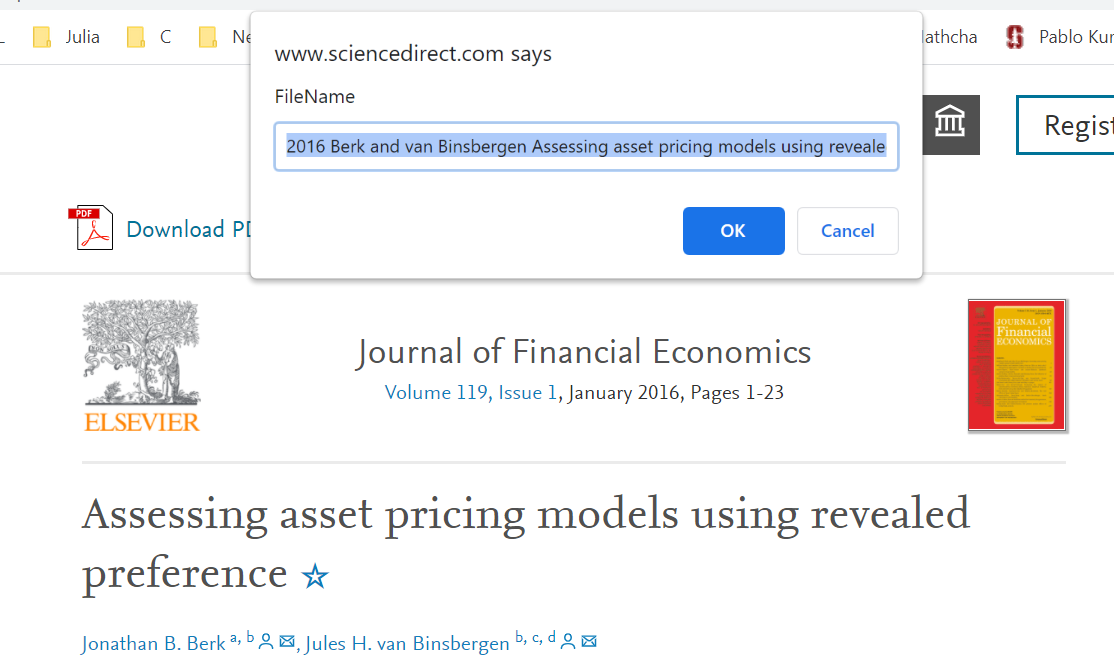 Julia
C
Pablo Kur
www.sciencedirect.com says
FileName
2016 Berk and van Binsbergen Assessing asset pricing models using reveale
OK
Cancel
Regist
PDF
Download PD
ELSEVIER
Journal of Financial Economics
Volume 119, Issue 1, January 2016, Pages 1-23
JOURNAL OF
Financial
ECONOMICS
Assessing asset pricing models using revealed
preference
Jonathan B. Berk a, b, Jules H. van Binsbergen b, c, d